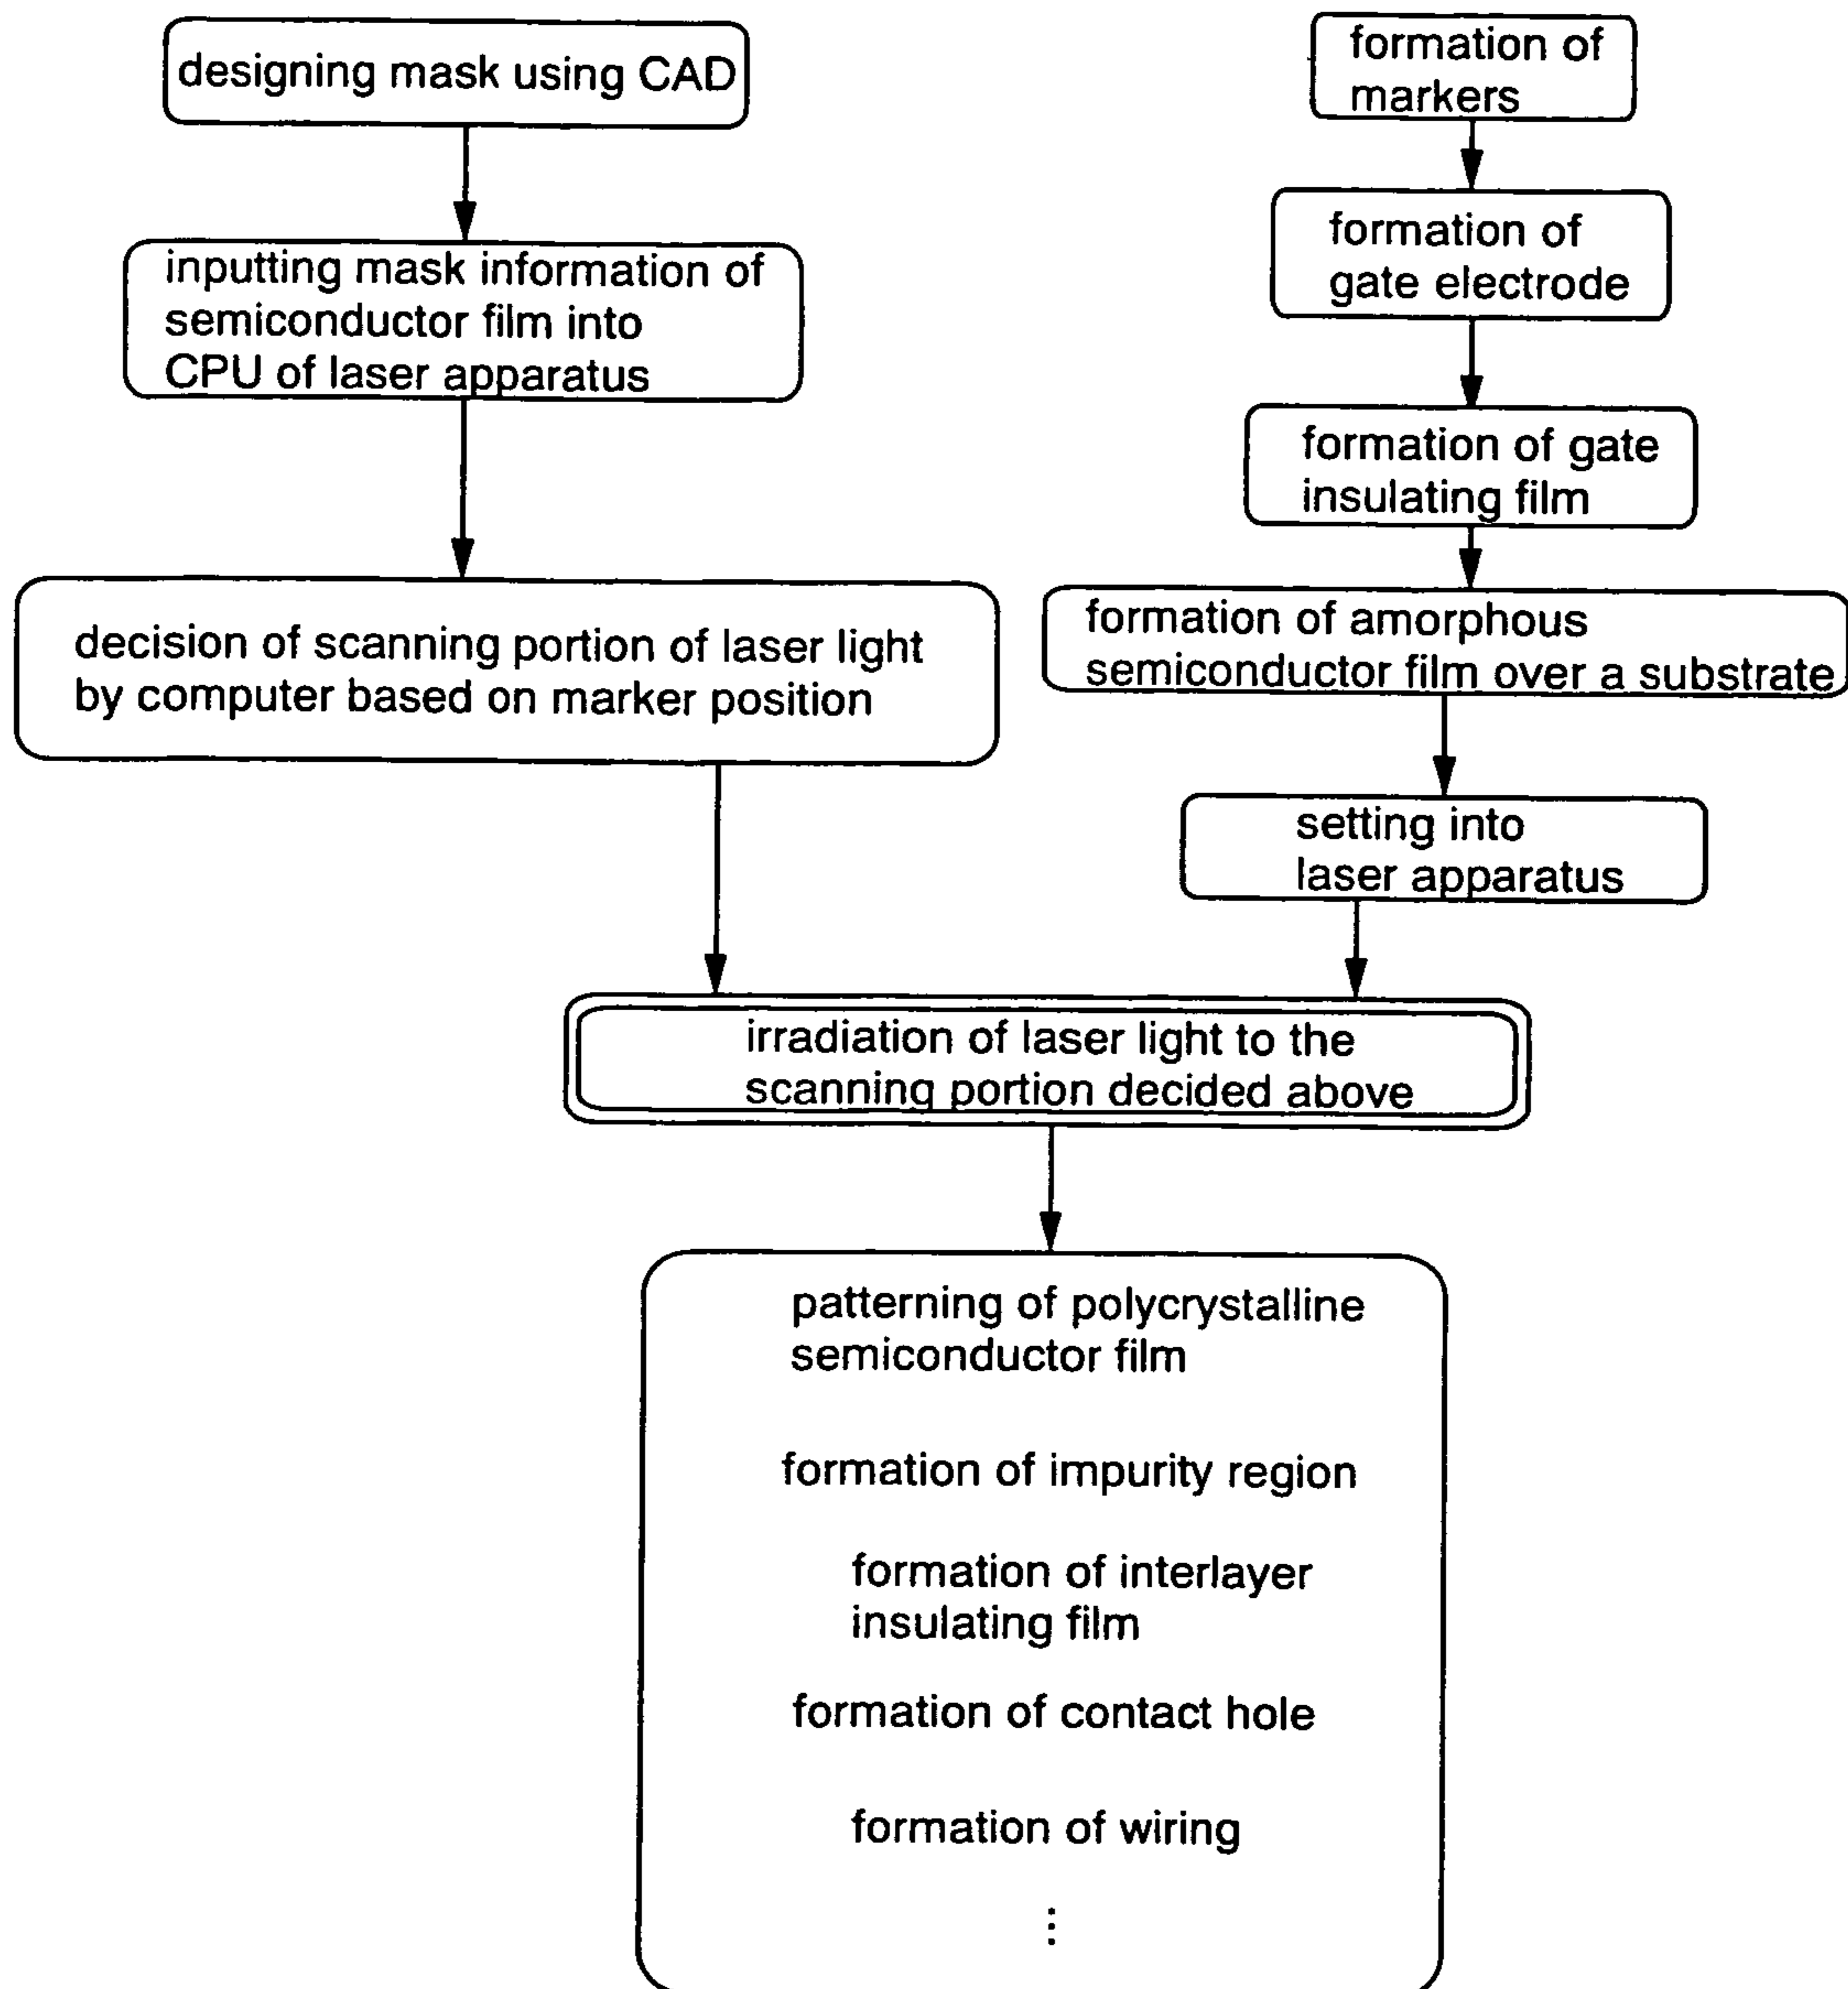 designing mask using CAD
inputting mask information of
semiconductor film into
CPU of laser apparatus
decision of scanning portion of laser light
by computer based on marker position
formation of
markers
formation of
gate electrode
formation of gate
insulating film
formation of amorphous
semiconductor film over a substrate
setting into
laser apparatus
irradiation of laser light to the
scanning portion decided above
patterning of polycrystalline
semiconductor film
formation of impurity region
formation of interlayer
insulating film
formation of contact hole
formation of wiring
⋮